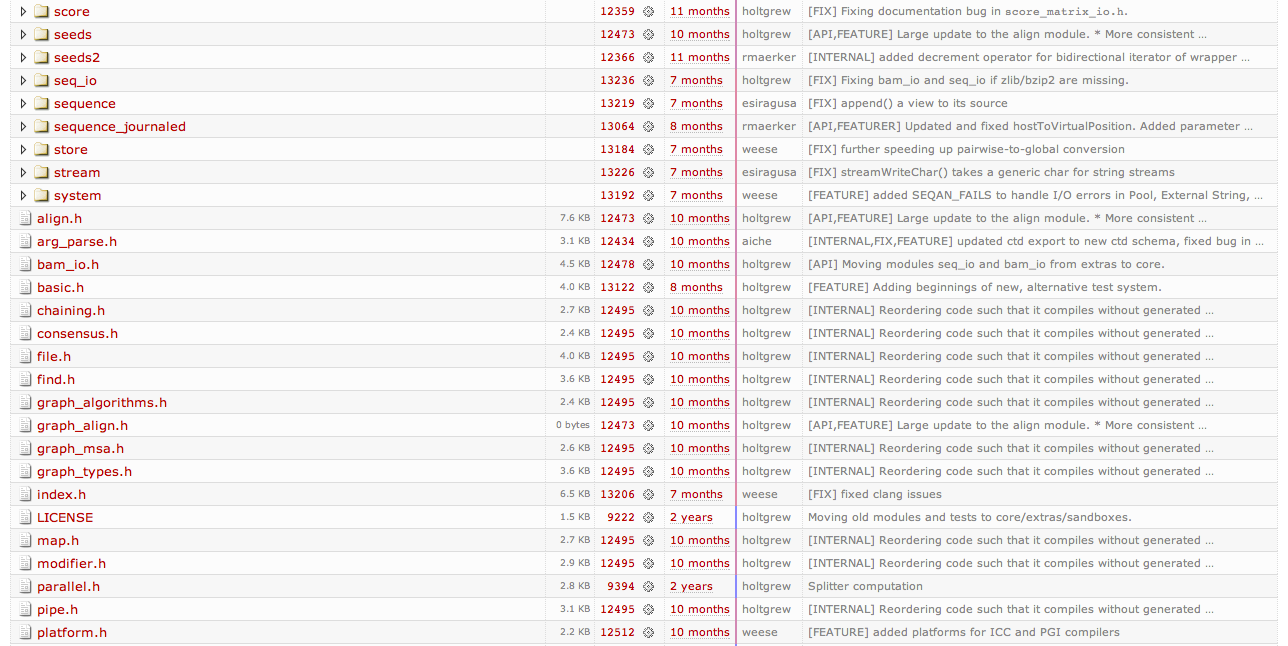 score 12359 11 months holtgrew [FIX] Fixing documentation bug in score_matrix_io.h.
seeds 12473 10 months holtgrew [API,FEATURE] Large update to the align module. * More consistent …
seeds2 12366 11 months rmaerker [INTERNAL] added decrement operator for bidirectional iterator of wrapper …
seq_io 13236 7 months holtgrew [FIX] Fixing bam_io and seq_io if zlib/bzip2 are missing.
sequence 13219 7 months esiragusa [FIX] append() a view to its source
sequence_journaled 13064 8 months rmaerker [API,FEATURER] Updated and fixed hostToVirtualPosition. Added parameter …
store 13184 7 months weese [FIX] further speeding up pairwise-to-global conversion
stream 13226 7 months esiragusa [FIX] streamWriteChar() takes a generic char for string streams
system 13192 7 months weese [FEATURE] added SEQAN_FAILS to handle I/O errors in Pool, External String, …
align.h 7.6 KB 12473 10 months holtgrew [API,FEATURE] Large update to the align module. * More consistent …
arg_parse.h 3.1 KB 12434 10 months aiche [INTERNAL,FIX,FEATURE] updated ctd export to new ctd schema, fixed bug in …
bam_io.h 4.5 KB 12478 10 months holtgrew [API] Moving modules seq_io and bam_io from extras to core.
basic.h 4.0 KB 13122 8 months holtgrew [FEATURE] Adding beginnings of new, alternative test system.
chaining.h 2.7 KB 12495 10 months holtgrew [INTERNAL] Reordering code such that it compiles without generated …
consensus.h 2.4 KB 12495 10 months holtgrew [INTERNAL] Reordering code such that it compiles without generated …
file.h 4.0 KB 12495 10 months holtgrew [INTERNAL] Reordering code such that it compiles without generated …
find.h 3.6 KB 12495 10 months holtgrew [INTERNAL] Reordering code such that it compiles without generated …
graph_algorithms.h 2.4 KB 12495 10 months holtgrew [INTERNAL] Reordering code such that it compiles without generated …
graph_align.h 0 bytes 12473 10 months holtgrew [API,FEATURE] Large update to the align module. * More consistent …
graph_msa.h 2.6 KB 12495 10 months holtgrew [INTERNAL] Reordering code such that it compiles without generated …
graph_types.h 3.6 KB 12495 10 months holtgrew [INTERNAL] Reordering code such that it compiles without generated …
index.h 6.5 KB 13206 7 months weese [FIX] fixed clang issues
LICENSE 1.5 KB 9222 2 years holtgrew Moving old modules and tests to core/extras/sandboxes.
map.h 2.7 KB 12495 10 months holtgrew [INTERNAL] Reordering code such that it compiles without generated …
modifier.h 2.9 KB 12495 10 months holtgrew [INTERNAL] Reordering code such that it compiles without generated …
parallel.h 2.8 KB 9394 2 years holtgrew Splitter computation
pipe.h 3.1 KB 12495 10 months holtgrew [INTERNAL] Reordering code such that it compiles without generated …
platform.h 2.2 KB 12512 10 months weese [FEATURE] added platforms for ICC and PGI compilers